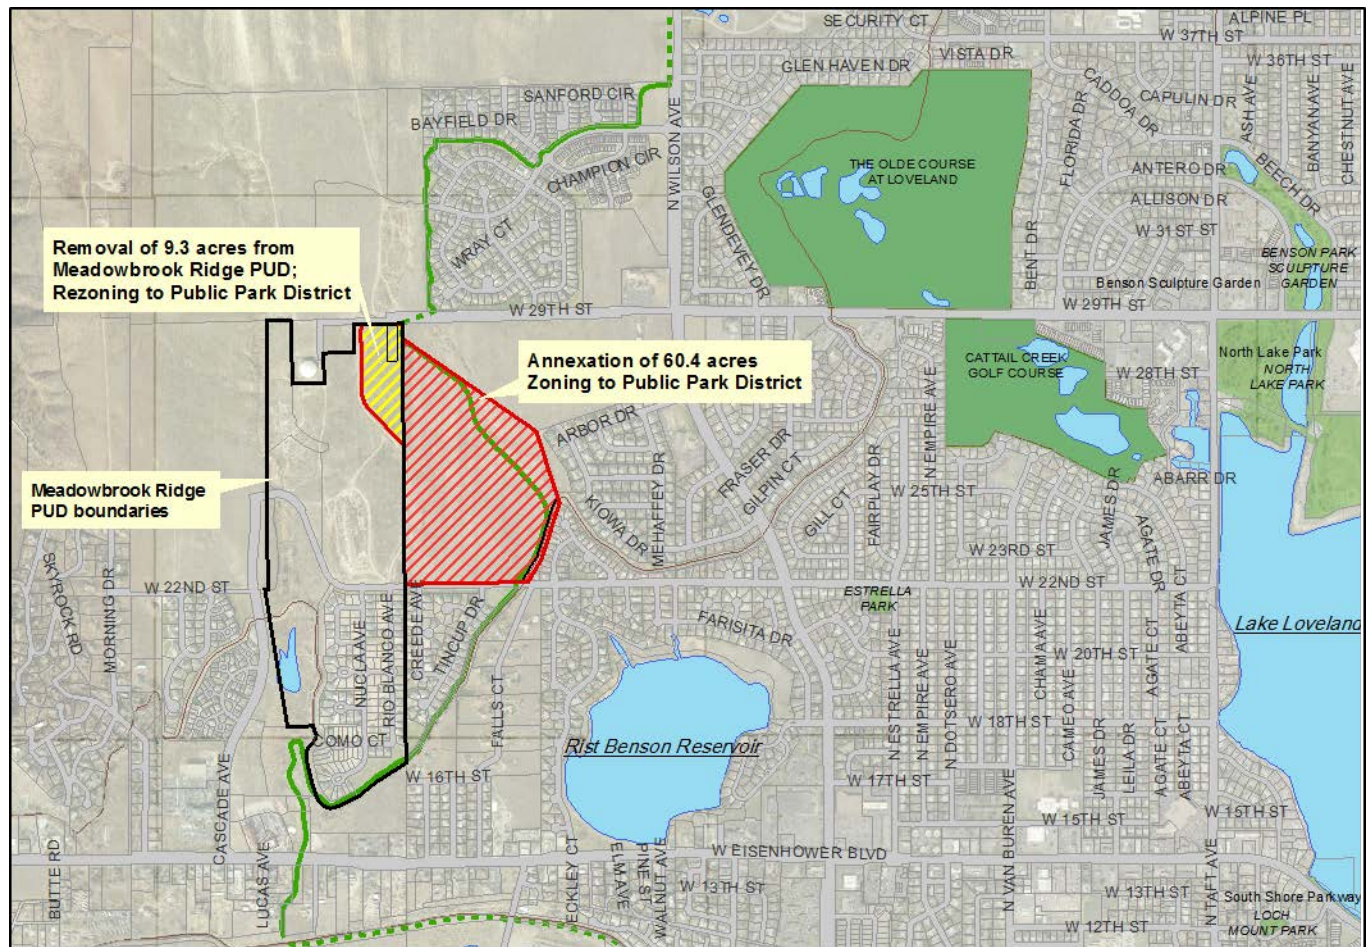 SECURITY CT
ALPINE PL
W 37TH ST
VISTA DR
W 36TH ST
GLEN HAVEN DR
CADDOA DR
CAPULIN DR
ASH AVE
BANYAN AVE
CHESTNUT AVE
SANFORD CIR
BAYFIELD DR
N WILSON AVE
FLORIDA DR
CHAMPION CIR
THE OLDE COURSE
AT LOVELAND
ANTERO DR
BEECH DR
ALLISON DR
GLENDEVEY DR
WRAY CT
BENT DR
W 31ST ST
Removal of 9.3 acres from
Meadowbrook Ridge PUD;
Rezoning to Public Park District
BENSON PARK
SCULPTURE
GARDEN
Benson Sculpture Garden
W 29TH ST
W 29TH ST
Annexation of 60.4 acres
Zoning to Public Park District
CATTAIL CREEK
GOLF COURSE
North Lake Park
NORTH
LAKE PARK
W 28TH ST
N EMPIRE AVE
ARBOR DR
FRASER DR
MEHAFFEY DR
GILPIN CT
FAIRPLAY DR
ABARR DR
Meadowbrook Ridge
PUD boundaries
W 25TH ST
JAMES DR
KIOWA DR
GILL CT
AGATE DR
W 23RD ST
SKYROCK RD
MORNING DR
W 22ND ST
W 22ND ST
ESTRELLA
PARK
ABEYTA CT
NUCLA AVE
RIO BLANCO AVE
CREEDE AVE
TINCUP DR
FARISITA DR
Lake Loveland
CHAMA AVE
W 20TH ST
AGATE CT
N ESTRELLA AVE
N EMPIRE AVE
N DOTSERO AVE
FALLS CT
CAMEO AVE
W 18TH ST
COMO CT
Rist Benson Reservoir
JAMES DR
LEILA DR
AGATE CT
ABEYTA CT
W 16TH ST
W 17TH ST
CASCADE AVE
N VAN BUREN AVE
W 15TH ST
W 15TH ST
BUTTE RD
LUCAS AVE
ECKLEY CT
ELM AVE
PINE ST
WALNUT AVE
W EISENHOWER BLVD
N TAFT AVE
W 13TH ST
W 13TH ST
South Shore Parkway
LOCH
MOUNT PARK
W 12TH ST